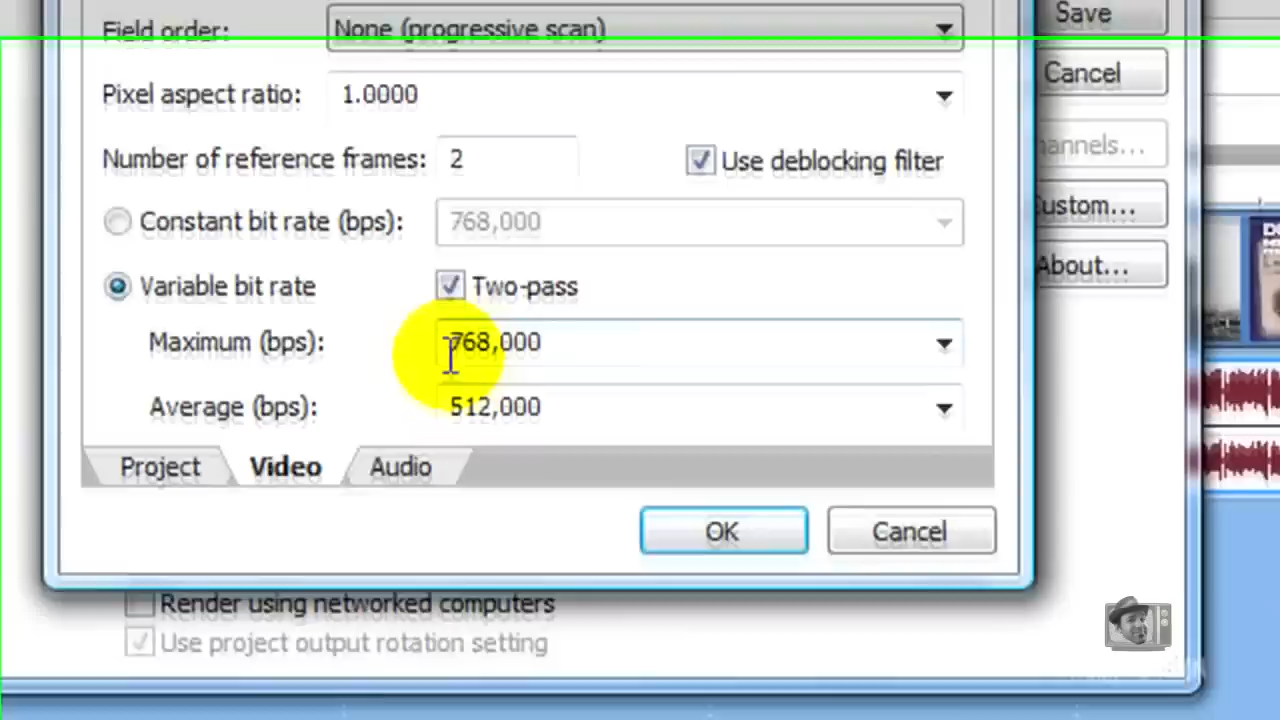 Save
Field order: None (progressive scan)
Cancel
Pixel aspect ratio: 1.0000
hannels...
Number of reference frames: 2 Use deblocking filter
Custom...
Constant bit rate (bps): 768,000
About...
Variable bit rate Two-pass
Maximum (bps): 768,000
Average (bps): 512,000
Project Video Audio
OK Cancel
Render using networked computers
Use project output rotation setting